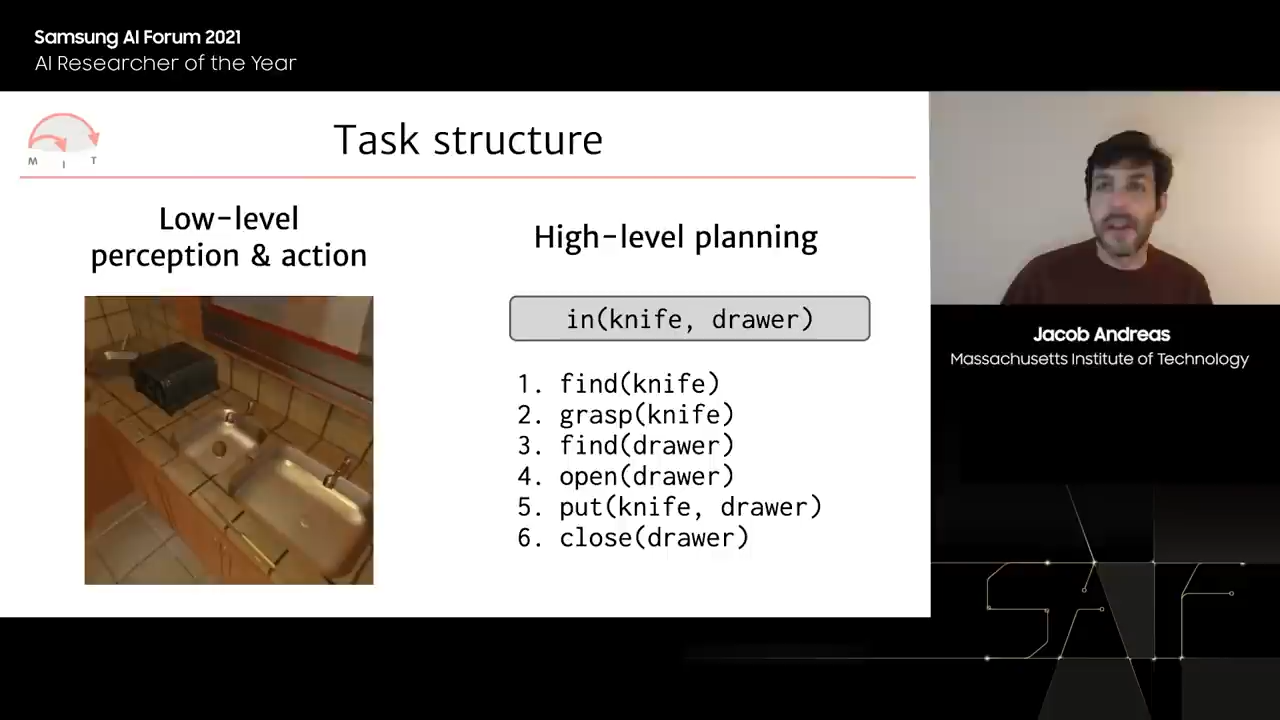 Samsung AI Forum 2021
AI Researcher of the Year
M I T
Task structure
Low-level
perception & action
High-level planning
in(knife, drawer)
1. find(knife)
2. grasp(knife)
3. find(drawer)
4. open(drawer)
5. put(knife, drawer)
6. close(drawer)
Jacob Andreas
Massachusetts Institute of Technology
SAF